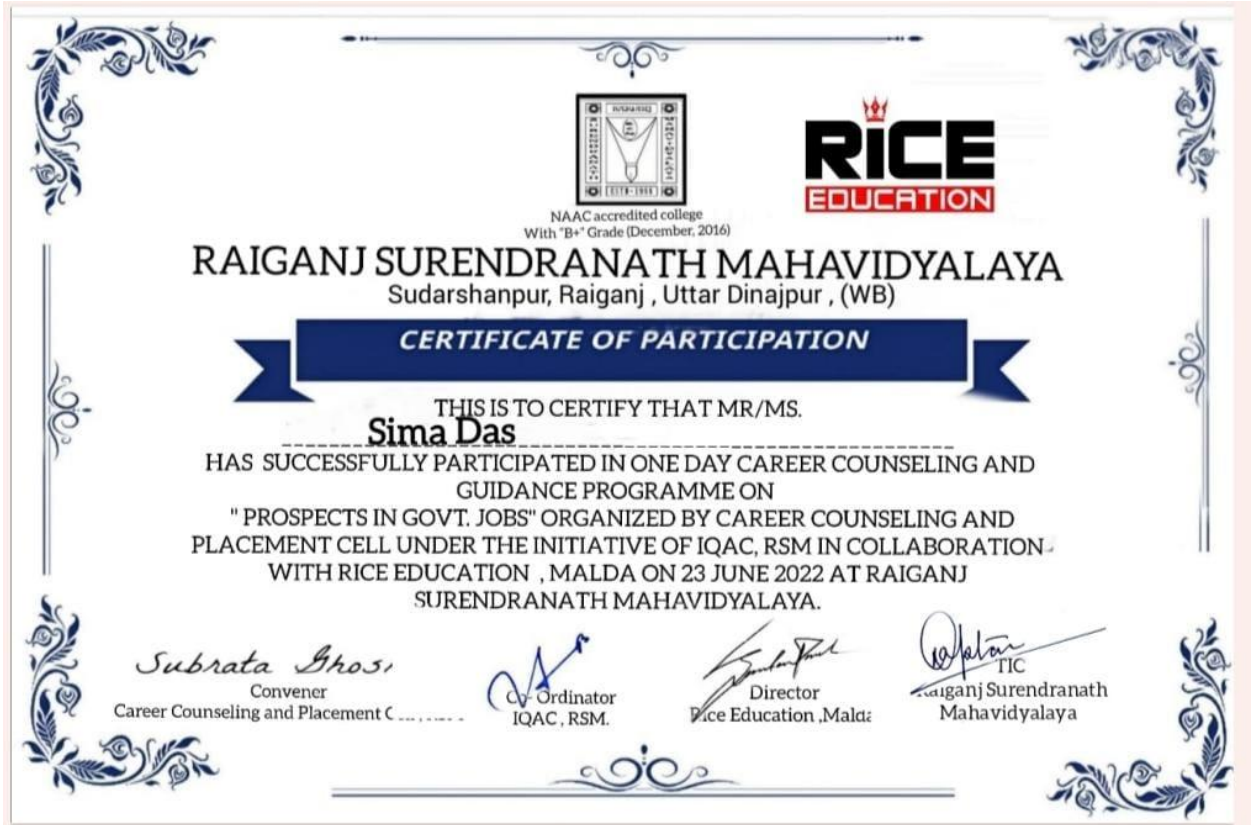 ESTD-1968
RiCE
EDUCATION
NAAC accredited college
With "B+" Grade (December, 2016)
RAIGANJ SURENDRANATH MAHAVIDYALAYA
Sudarshanpur, Raiganj , Uttar Dinajpur , (WB)
CERTIFICATE OF PARTICIPATION
THIS IS TO CERTIFY THAT MR/MS.
Sima Das
HAS SUCCESSFULLY PARTICIPATED IN ONE DAY CAREER COUNSELING AND
GUIDANCE PROGRAMME ON
" PROSPECTS IN GOVT. JOBS" ORGANIZED BY CAREER COUNSELING AND
PLACEMENT CELL UNDER THE INITIATIVE OF IQAC, RSM IN COLLABORATION
WITH RICE EDUCATION , MALDA ON 23 JUNE 2022 AT RAIGANJ
SURENDRANATH MAHAVIDYALAYA.
Subrata Ghosh
Convener
Career Counseling and Placement
Co- Ordinator
IQAC , RSM.
Director
Rice Education ,Malda
TIC
Raiganj Surendranath
Mahavidyalaya